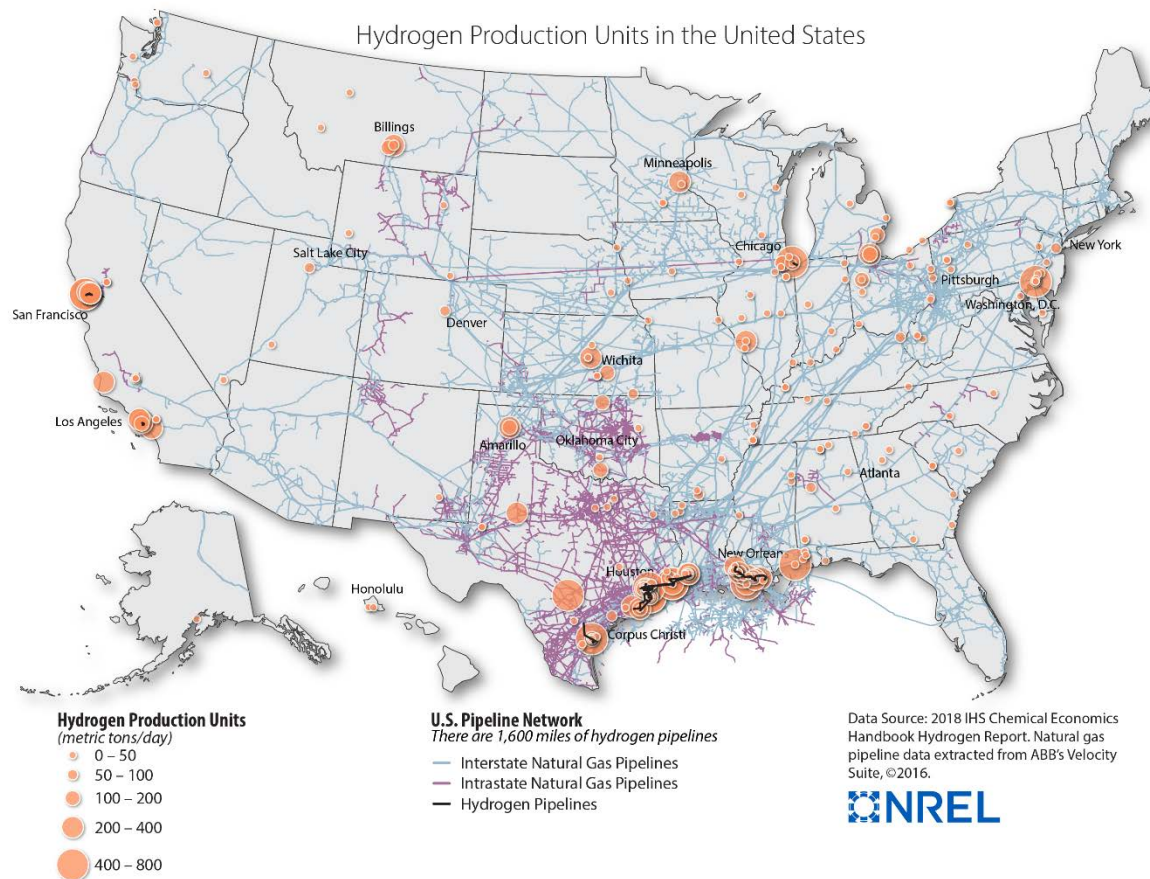 Hydrogen Production Units in the United States
Billings
Minneapolis
Chicago
New York
Salt Lake City
Pittsburgh
Washington, D.C.
San Francisco
Denver
Wichita
Los Angeles
Amarillo
Oklahoma City
Atlanta
New Orleans
Houston
Honolulu
Corpus Christi
Hydrogen Production Units
(metric tons/day)
0 – 50
50 – 100
100 – 200
200 – 400
400 – 800
U.S. Pipeline Network
There are 1,600 miles of hydrogen pipelines
Interstate Natural Gas Pipelines
Intrastate Natural Gas Pipelines
Hydrogen Pipelines
Data Source: 2018 IHS Chemical Economics
Handbook Hydrogen Report. Natural gas
pipeline data extracted from ABB's Velocity
Suite, ©2016.
NREL